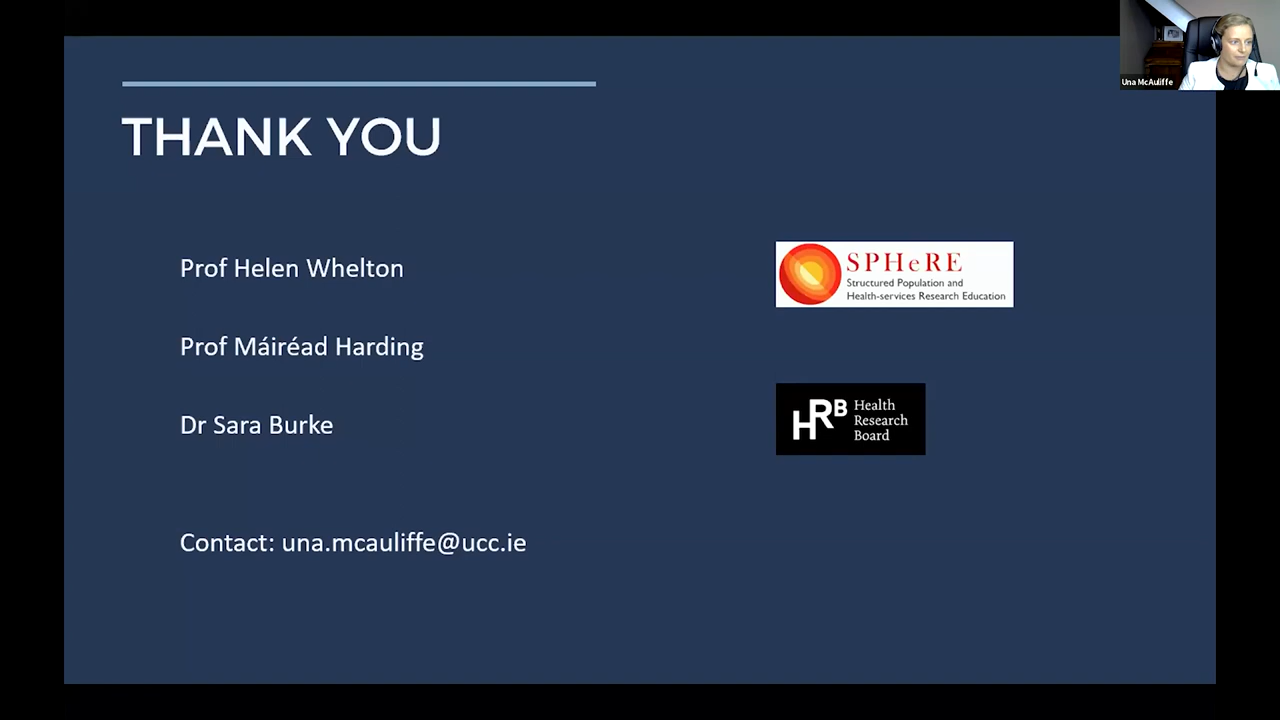 Una McAuliffe
THANK YOU
Prof Helen Whelton
Prof Máiréad Harding
Dr Sara Burke
Contact: una.mcauliffe@ucc.ie
SPHeRE
Structured Population and
Health-services Research Education
HRB
Health
Research
Board